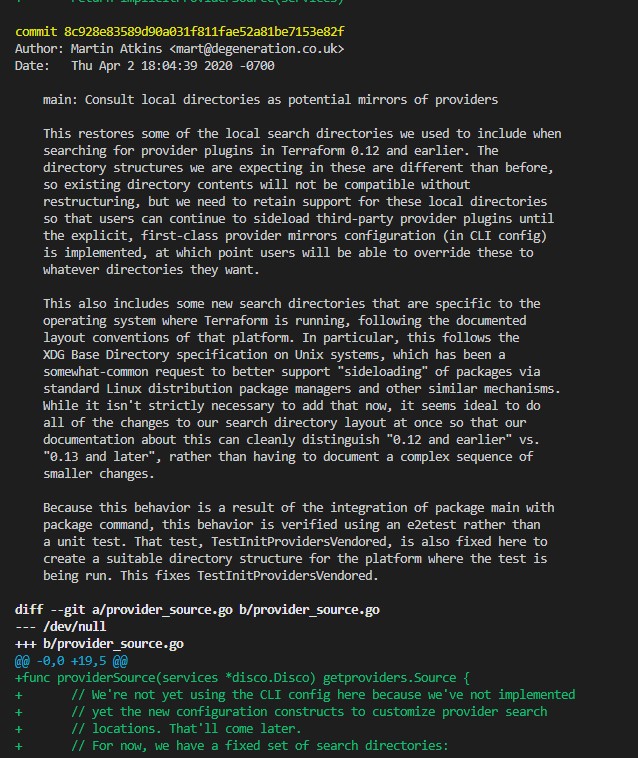 +       return implicitProviderSource(services)
commit 8c928e83589d90a031f811fae52a81be7153e82f
Author: Martin Atkins <mart@degeneration.co.uk>
Date:   Thu Apr 2 18:04:39 2020 -0700
main: Consult local directories as potential mirrors of providers
This restores some of the local search directories we used to include when
searching for provider plugins in Terraform 0.12 and earlier. The
directory structures we are expecting in these are different than before,
so existing directory contents will not be compatible without
restructuring, but we need to retain support for these local directories
so that users can continue to sideload third-party provider plugins until
the explicit, first-class provider mirrors configuration (in CLI config)
is implemented, at which point users will be able to override these to
whatever directories they want.
This also includes some new search directories that are specific to the
operating system where Terraform is running, following the documented
layout conventions of that platform. In particular, this follows the
XDG Base Directory specification on Unix systems, which has been a
somewhat-common request to better support "sideloading" of packages via
standard Linux distribution package managers and other similar mechanisms.
While it isn't strictly necessary to add that now, it seems ideal to do
all of the changes to our search directory layout at once so that our
documentation about this can cleanly distinguish "0.12 and earlier" vs.
"0.13 and later", rather than having to document a complex sequence of
smaller changes.
Because this behavior is a result of the integration of package main with
package command, this behavior is verified using an e2etest rather than
a unit test. That test, TestInitProvidersVendored, is also fixed here to
create a suitable directory structure for the platform where the test is
being run. This fixes TestInitProvidersVendored.
diff --git a/provider_source.go b/provider_source.go
--- /dev/null
+++ b/provider_source.go
@@ -0,0 +19,5 @@
+func providerSource(services *disco.Disco) getproviders.Source {
+       // We're not yet using the CLI config here because we've not implemented
+       // yet the new configuration constructs to customize provider search
+       // locations. That'll come later.
+       // For now, we have a fixed set of search directories: